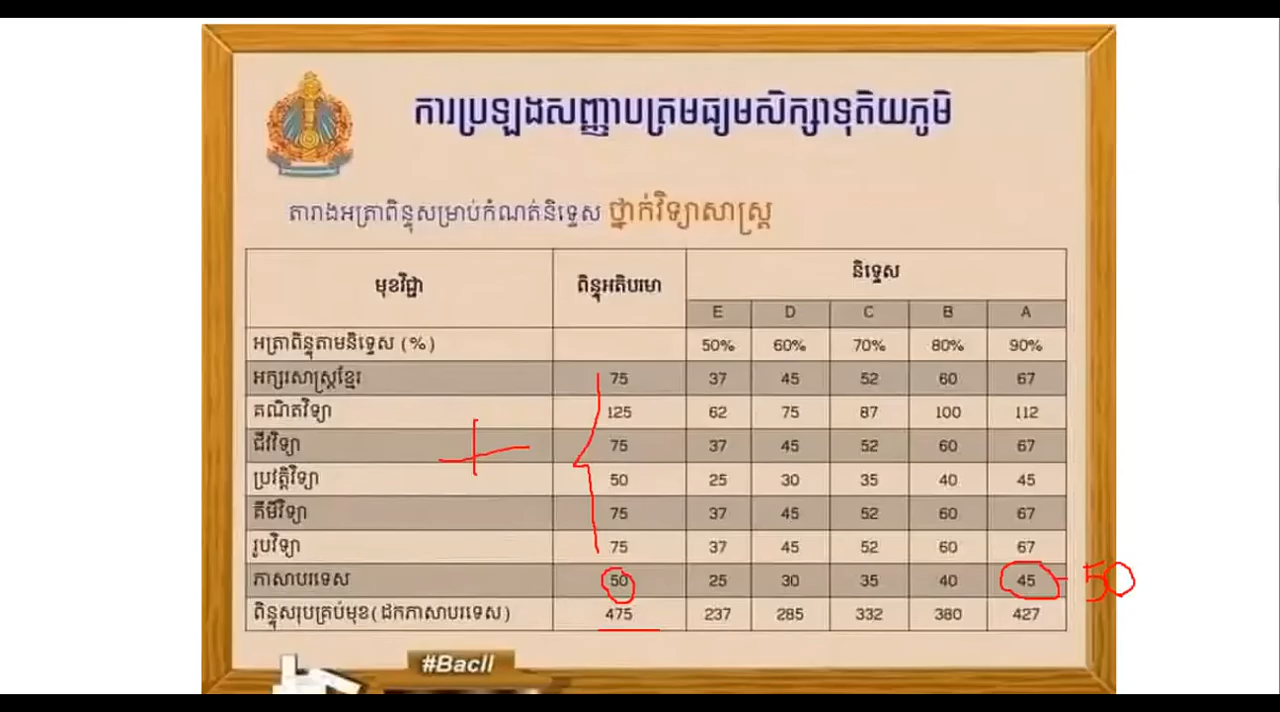 ការប្រឡងសញ្ញាបត្រមធ្យមសិក្សាទុតិយភូមិ
តារាងអត្រាពិន្ទុសម្រាប់កំណត់និទ្ទេស ថ្នាក់វិទ្យាសាស្ត្រ
មុខវិជ្ជា ពិន្ទុអតិបរមា និទ្ទេស
E D C B A
អត្រាពិន្ទុតាមនិទ្ទេស (%) 50% 60% 70% 80% 90%
អក្សរសាស្ត្រខ្មែរ 75 37 45 52 60 67
គណិតវិទ្យា 125 62 75 87 100 112
ជីវវិទ្យា 75 37 45 52 60 67
ប្រវត្តិវិទ្យា 50 25 30 35 40 45
គីមីវិទ្យា 75 37 45 52 60 67
រូបវិទ្យា 75 37 45 52 60 67
ភាសាបរទេស 50 25 30 35 40 45 - 50
ពិន្ទុសរុបគ្រប់មុខ(ដកភាសាបរទេស) 475 237 285 332 380 427
#BacII